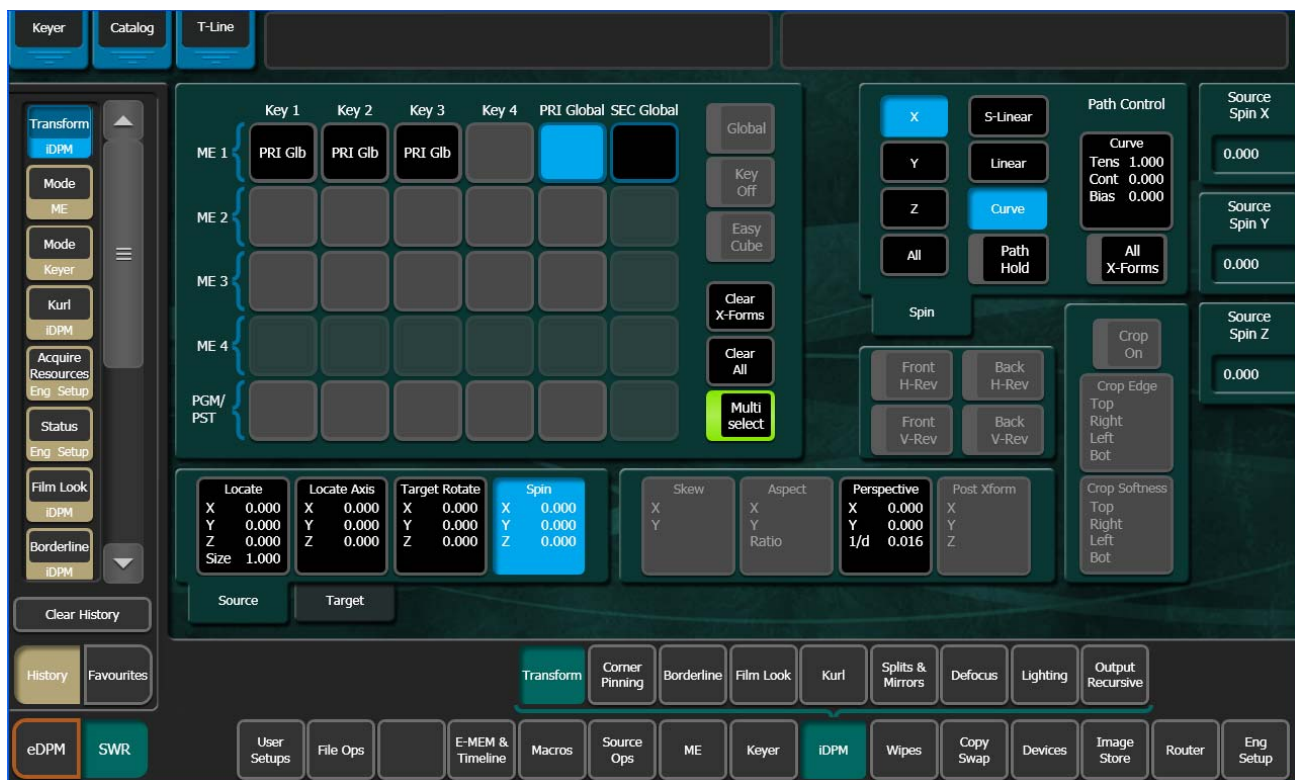 Keyer Catalog T-Line
Transform
iDPM
Mode
ME
Mode
Keyer
Kurl
iDPM
Acquire
Resources
Eng Setup
Status
Eng Setup
Film Look
iDPM
Borderline
iDPM
Clear History
History Favourites
Key 1 Key 2 Key 3 Key 4 PRI Global SEC Global
ME 1 PRI Glb PRI Glb PRI Glb
ME 2
ME 3
ME 4
PGM/
PST
Global
Key
Off
Easy
Cube
Clear
X-Forms
Clear
All
Multi
select
X S-Linear
Y Linear
Z Curve
All Path
Hold
Path Control
Curve
Tens 1.000
Cont 0.000
Bias 0.000
All
X-Forms
Spin
Source
Spin X
0.000
Source
Spin Y
0.000
Source
Spin Z
0.000
Front
H-Rev
Back
H-Rev
Front
V-Rev
Back
V-Rev
Crop
On
Crop Edge
Top
Right
Left
Bot
Crop Softness
Top
Right
Left
Bot
Locate
X 0.000
Y 0.000
Z 0.000
Size 1.000
Locate Axis
X 0.000
Y 0.000
Z 0.000
Target Rotate
X 0.000
Y 0.000
Z 0.000
Spin
X 0.000
Y 0.000
Z 0.000
Skew
X
Y
Aspect
X
Y
Ratio
Perspective
X 0.000
Y 0.000
1/d 0.016
Post Xform
X
Y
Z
Source Target
Transform
Corner
Pinning
Borderline
Film Look
Kurl
Splits &
Mirrors
Defocus
Lighting
Output
Recursive
eDPM SWR
User
Setups
File Ops
E-MEM &
Timeline
Macros
Source
Ops
ME
Keyer
iDPM
Wipes
Copy
Swap
Devices
Image
Store
Router
Eng
Setup